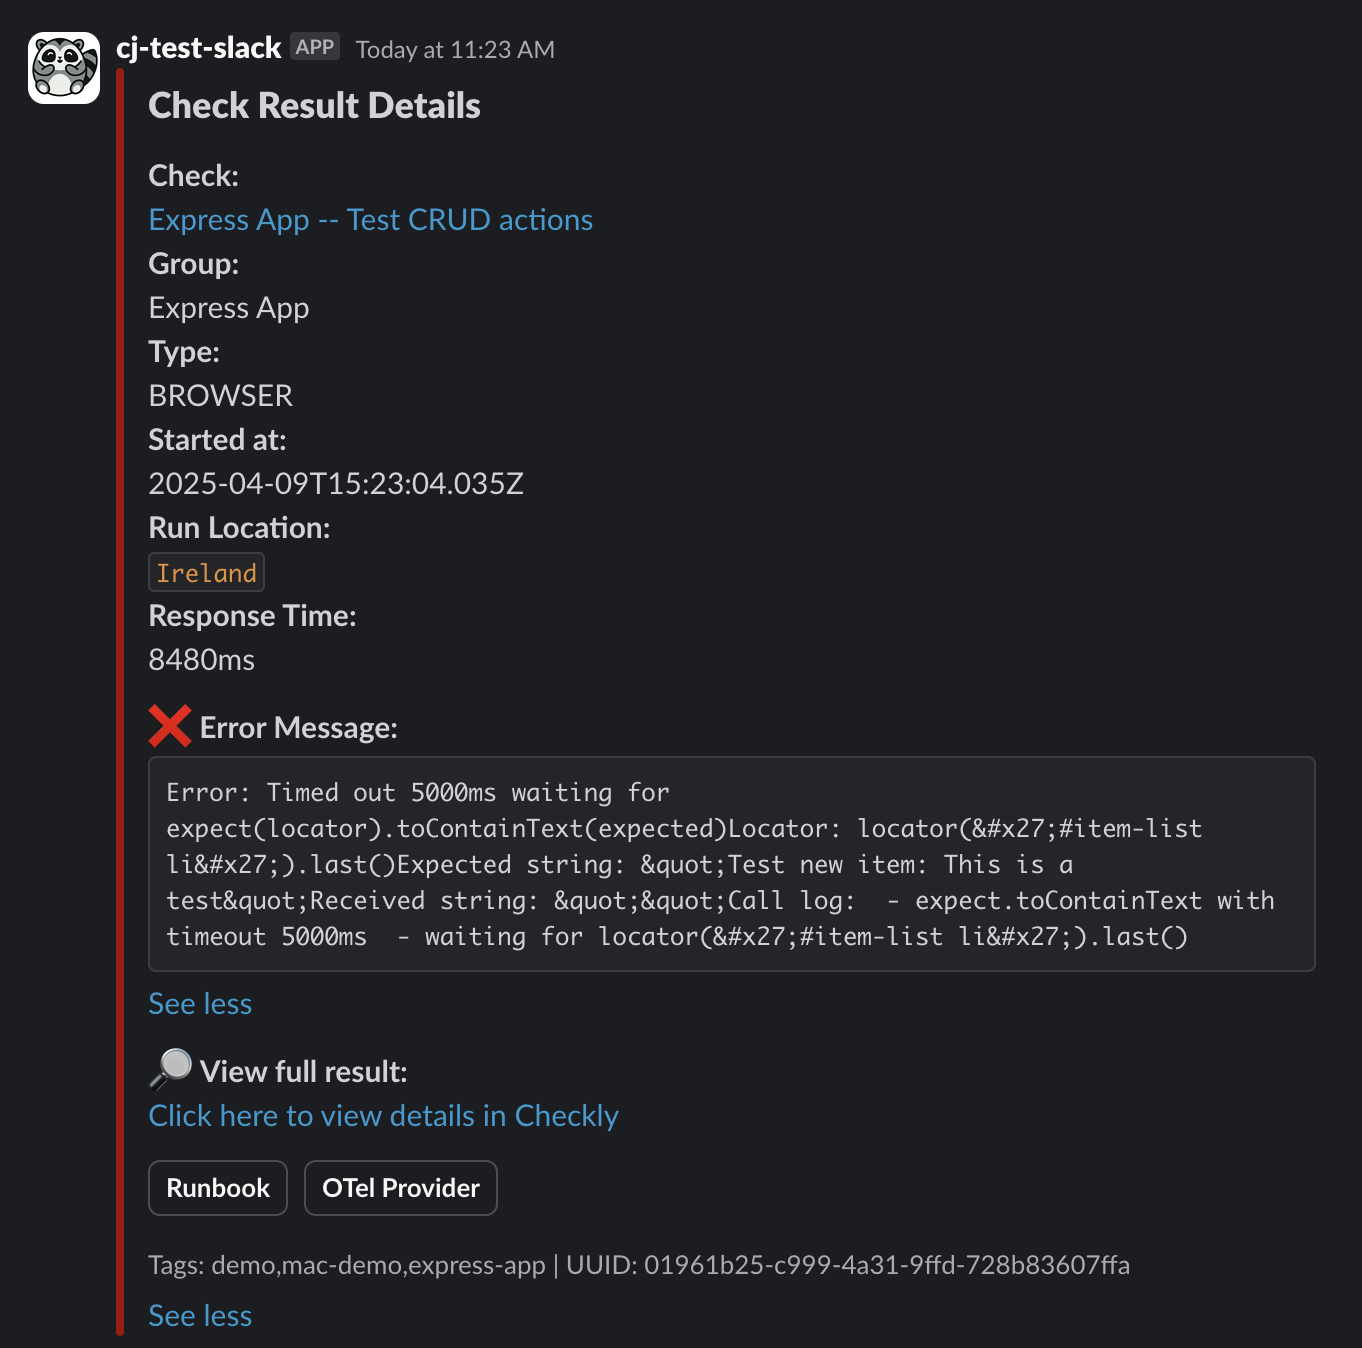 cj-test-slack APP Today at 11:23 AM
Check Result Details
Check:
Express App -- Test CRUD actions
Group:
Express App
Type:
BROWSER
Started at:
2025-04-09T15:23:04.035Z
Run Location:
Ireland
Response Time:
8480ms
❌ Error Message:
Error: Timed out 5000ms waiting for
expect(locator).toContainText(expected)Locator: locator(&#x27;#item-list
li&#x27;).last()Expected string: &quot;Test new item: This is a
test&quot;Received string: &quot;&quot;Call log:  - expect.toContainText with
timeout 5000ms  - waiting for locator(&#x27;#item-list li&#x27;).last()
See less
🔎 View full result:
Click here to view details in Checkly
Runbook OTel Provider
Tags: demo,mac-demo,express-app | UUID: 01961b25-c999-4a31-9ffd-728b83607ffa
See less